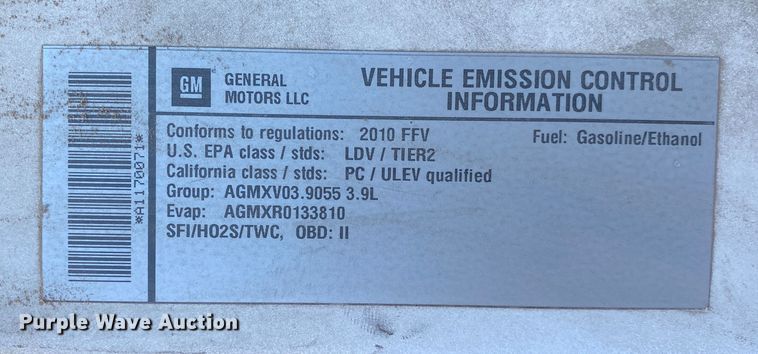 GM GENERAL MOTORS LLC
VEHICLE EMISSION CONTROL
INFORMATION
Conforms to regulations: 2010 FFV Fuel: Gasoline/Ethanol
U.S. EPA class / stds: LDV / TIER2
California class / stds: PC / ULEV qualified
Group: AGMXV03.9055 3.9L
Evap: AGMXR0133810
SFI/HO2S/TWC, OBD: II
*A1170071*
Purple Wave Auction